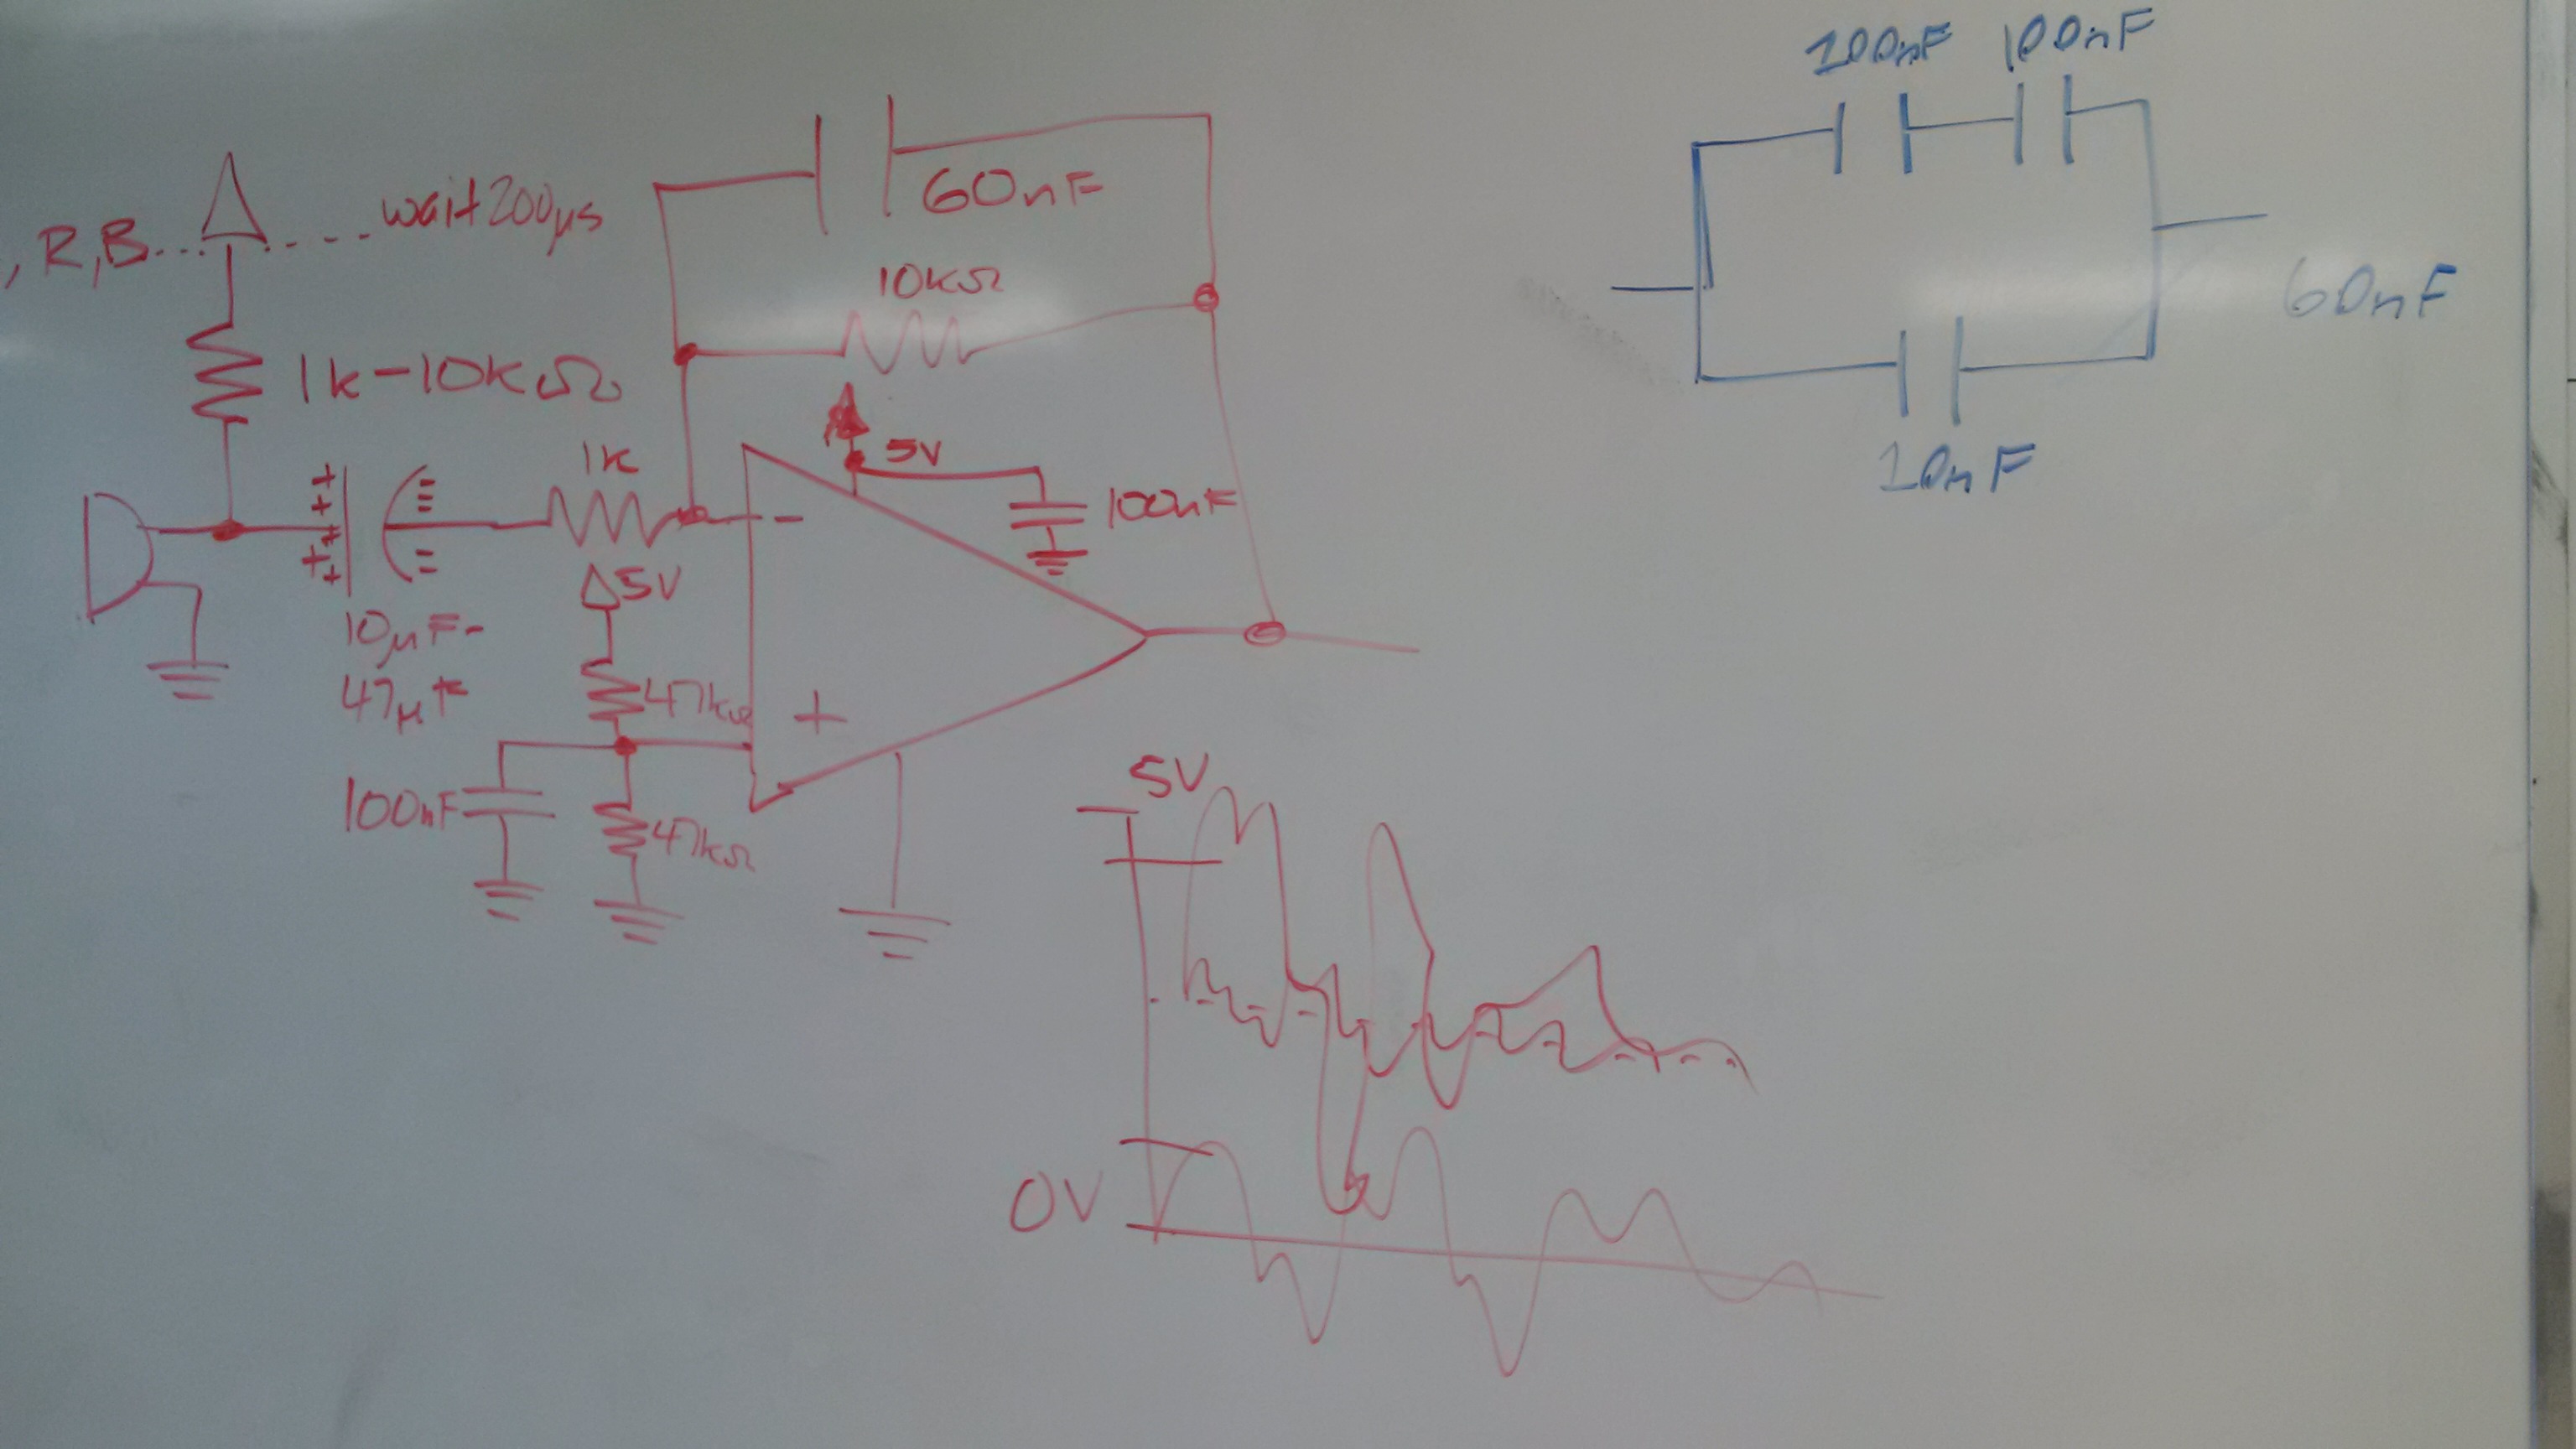 100nF 100nF
60nF
wait 200µs
, R,B
10kΩ
60nF
1k-10kΩ
10nF
5V
1k
-
100nF
+++++
5V
10µF-
47µF
47kΩ
+
5V
100nF
47kΩ
0V